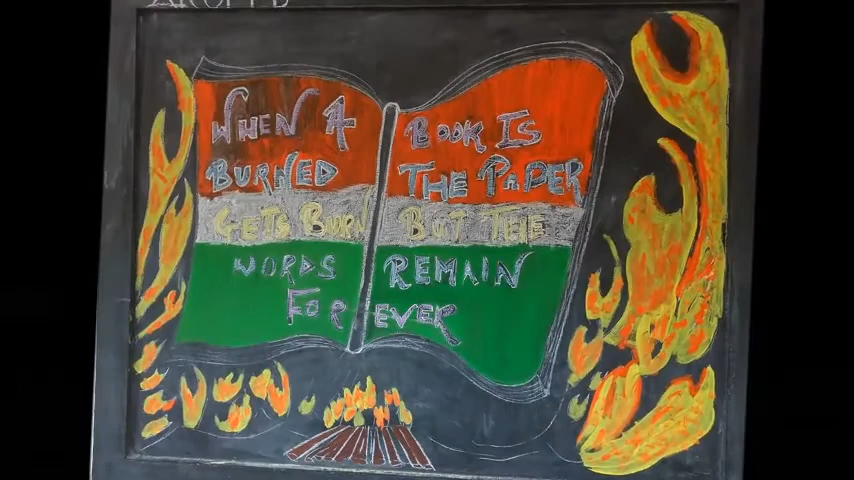 WHEN A BOOK IS
BURNED THE PAPER
GETS BURN BUT THE
WORDS REMAIN
FOR EVER